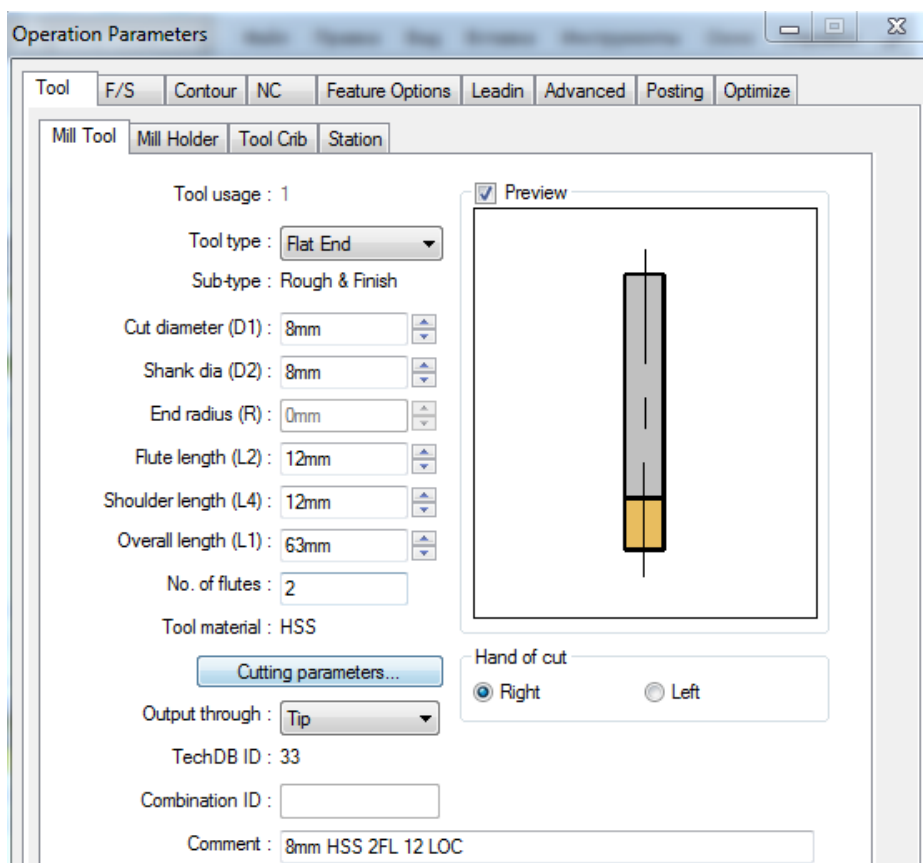 Operation Parameters
Tool F/S Contour NC Feature Options Leadin Advanced Posting Optimize
Mill Tool Mill Holder Tool Crib Station
Tool usage : 1
Preview
Tool type : Flat End
Sub-type : Rough & Finish
Cut diameter (D1) : 8mm
Shank dia (D2) : 8mm
End radius (R) : 0mm
Flute length (L2) : 12mm
Shoulder length (L4) : 12mm
Overall length (L1) : 63mm
No. of flutes : 2
Tool material : HSS
Hand of cut
Cutting parameters...
Right Left
Output through : Tip
TechDB ID : 33
Combination ID :
Comment : 8mm HSS 2FL 12 LOC